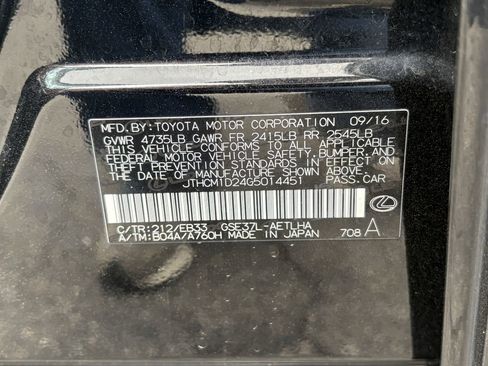 MFD. BY: TOYOTA MOTOR CORPORATION 09/16
GVWR 4735LB GAWR FR 2415LB RR 2545LB
THIS VEHICLE CONFORMS TO ALL APPLICABLE
FEDERAL MOTOR VEHICLE SAFETY, BUMPER, AND
THEFT PREVENTION STANDARDS IN EFFECT ON
THE DATE OF MANUFACTURE SHOWN ABOVE.
JTHCM1D24G5014451 PASS.CAR
C/TR:212/EB33 GSE37L-AETLHA
A/TM:B04A/A760H MADE IN JAPAN 708 A